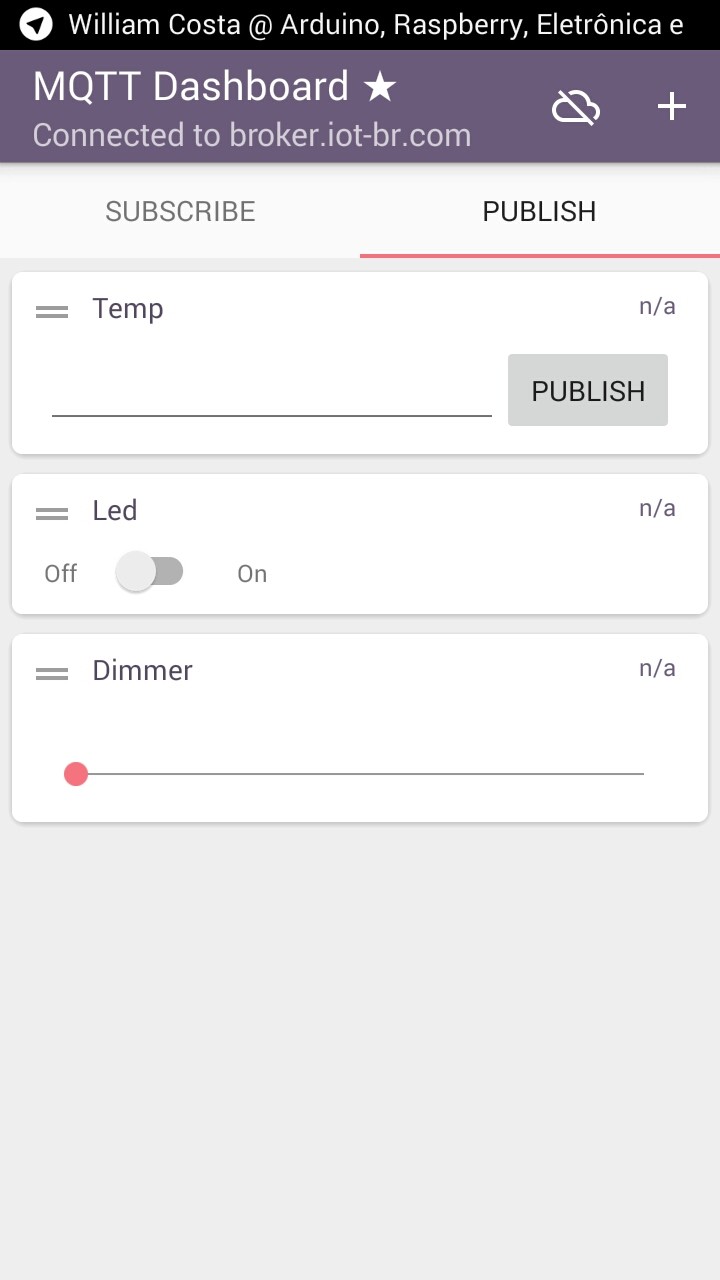 William Costa @ Arduino, Raspberry, Eletrônica e
MQTT Dashboard ★
Connected to broker.iot-br.com
SUBSCRIBE PUBLISH
Temp n/a
PUBLISH
Led n/a
Off On
Dimmer n/a